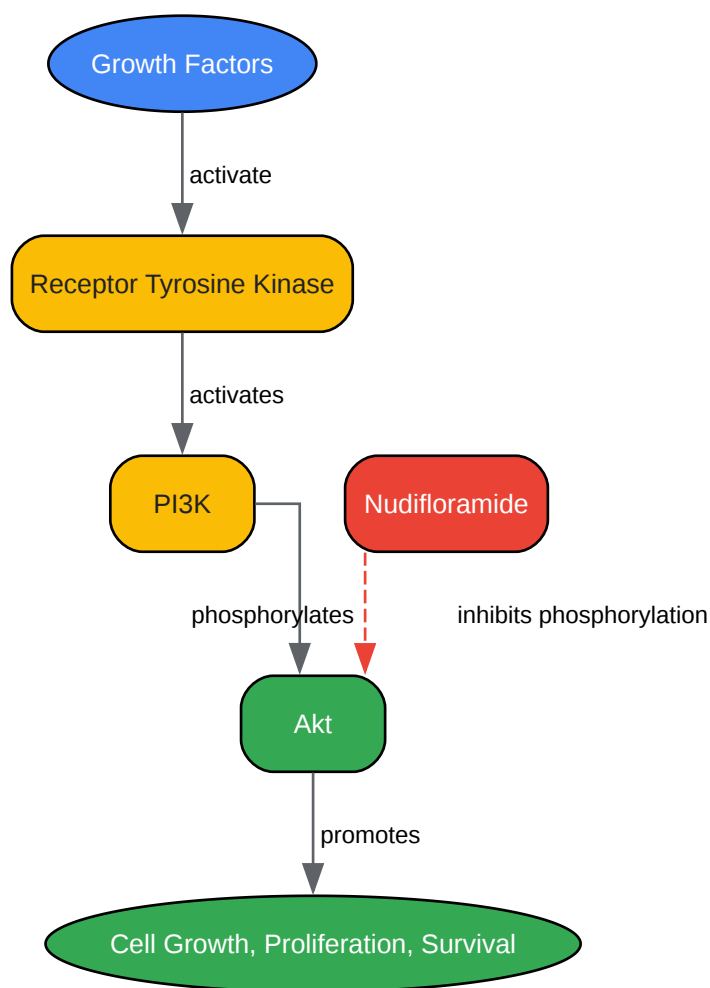 Growth Factors
activate
Receptor Tyrosine Kinase
activates
PI3K
Nudifloramide
phosphorylates
inhibits phosphorylation
Akt
promotes
Cell Growth, Proliferation, Survival